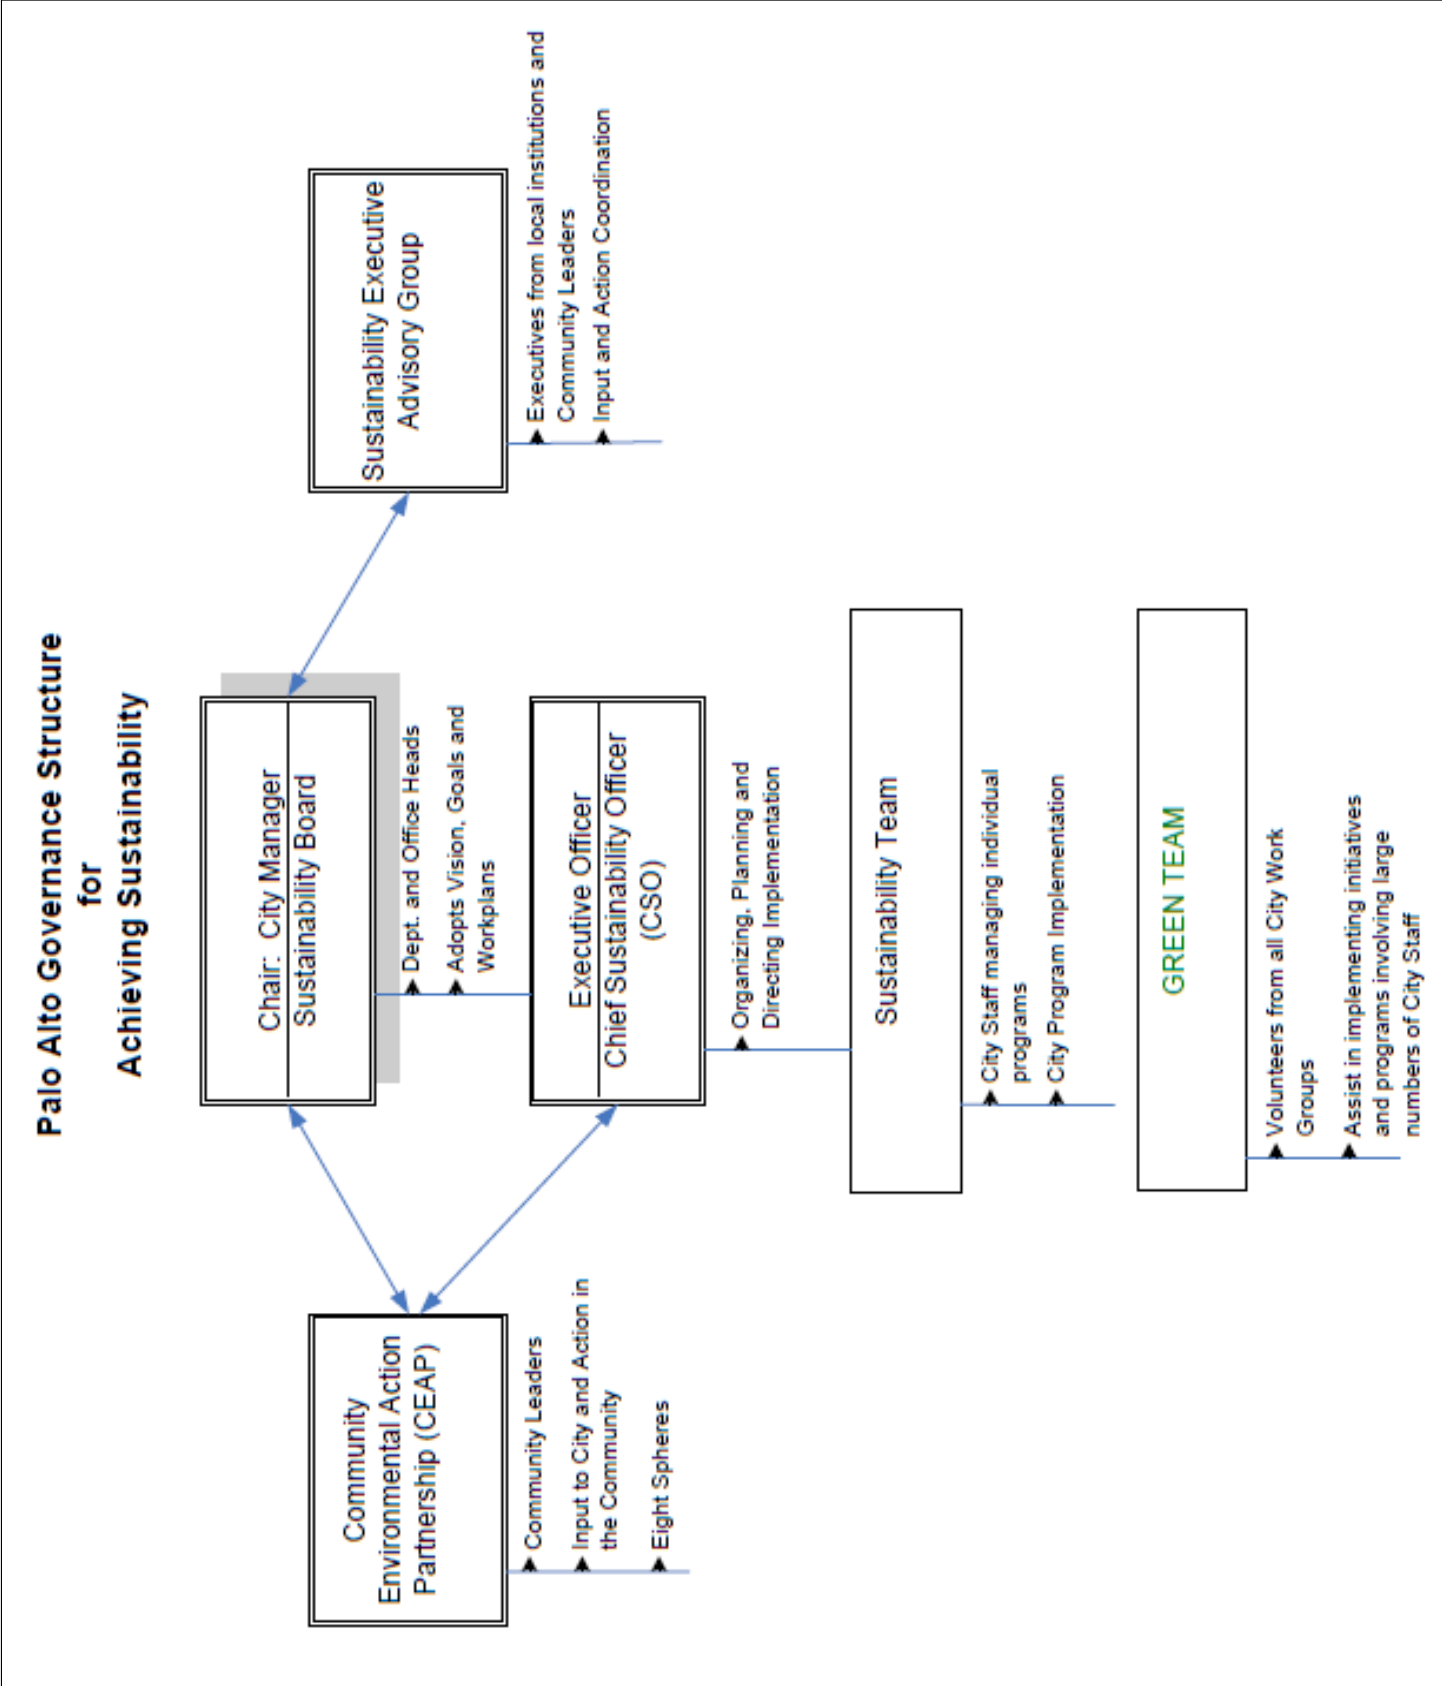 Palo Alto Governance Structure
for
Achieving Sustainability
Chair: City Manager
Sustainability Board
Dept. and Office Heads
Adopts Vision, Goals and
Workplans
Community
Environmental Action
Partnership (CEAP)
Community Leaders
Input to City and Action in
the Community
Eight Spheres
Sustainability Executive
Advisory Group
Executives from local institutions and
Community Leaders
Input and Action Coordination
Executive Officer
Chief Sustainability Officer
(CSO)
Organizing, Planning and
Directing Implementation
Sustainability Team
City Staff managing individual
programs
City Program Implementation
GREEN TEAM
Volunteers from all City Work
Groups
Assist in implementing initiatives
and programs involving large
numbers of City Staff